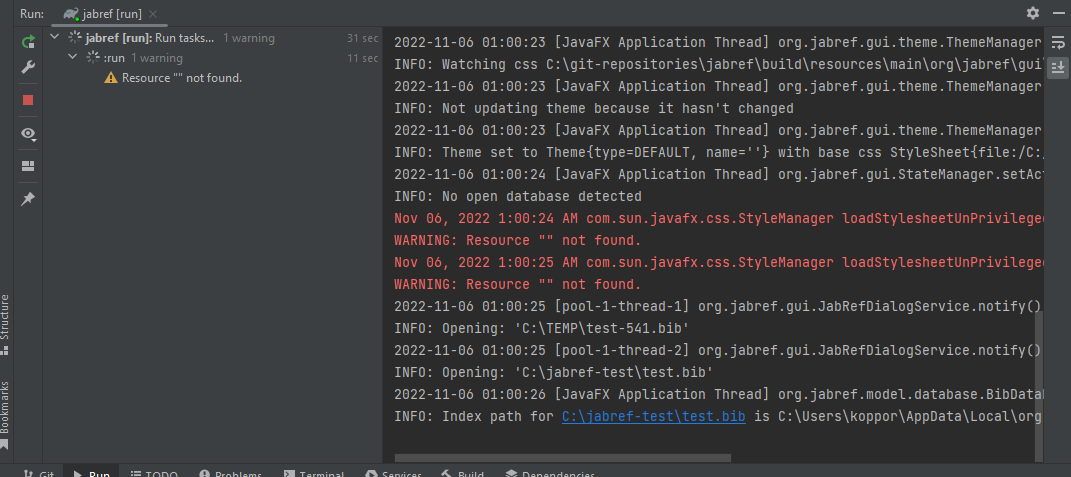 Run: jabref [run]
jabref [run]: Run tasks... 1 warning 31 sec
:run 1 warning 11 sec
Resource "" not found.
2022-11-06 01:00:23 [JavaFX Application Thread] org.jabref.gui.theme.ThemeManager
INFO: Watching css C:\git-repositories\jabref\build\resources\main\org\jabref\gui\
2022-11-06 01:00:23 [JavaFX Application Thread] org.jabref.gui.theme.ThemeManager
INFO: Not updating theme because it hasn't changed
2022-11-06 01:00:23 [JavaFX Application Thread] org.jabref.gui.theme.ThemeManager
INFO: Theme set to Theme{type=DEFAULT, name=''} with base css StyleSheet{file:/C:/
2022-11-06 01:00:24 [JavaFX Application Thread] org.jabref.gui.StateManager.setAct
INFO: No open database detected
Nov 06, 2022 1:00:24 AM com.sun.javafx.css.StyleManager loadStylesheetUnPrivileged
WARNING: Resource "" not found.
Nov 06, 2022 1:00:25 AM com.sun.javafx.css.StyleManager loadStylesheetUnPrivileged
WARNING: Resource "" not found.
2022-11-06 01:00:25 [pool-1-thread-1] org.jabref.gui.JabRefDialogService.notify()
INFO: Opening: 'C:\TEMP\test-541.bib'
2022-11-06 01:00:25 [pool-1-thread-2] org.jabref.gui.JabRefDialogService.notify()
INFO: Opening: 'C:\jabref-test\test.bib'
2022-11-06 01:00:26 [JavaFX Application Thread] org.jabref.model.database.BibDatab
INFO: Index path for C:\jabref-test\test.bib is C:\Users\koppor\AppData\Local\org
Structure
Bookmarks
Git Run TODO Problems Terminal Services Build Dependencies